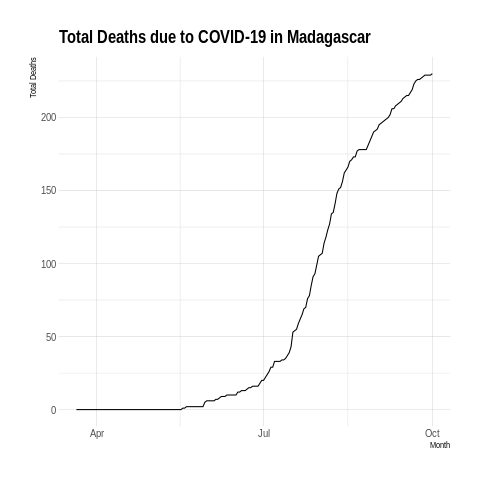 Total Deaths due to COVID-19 in Madagascar
Total Deaths
200
150
100
50
0
Apr Jul Oct
Month